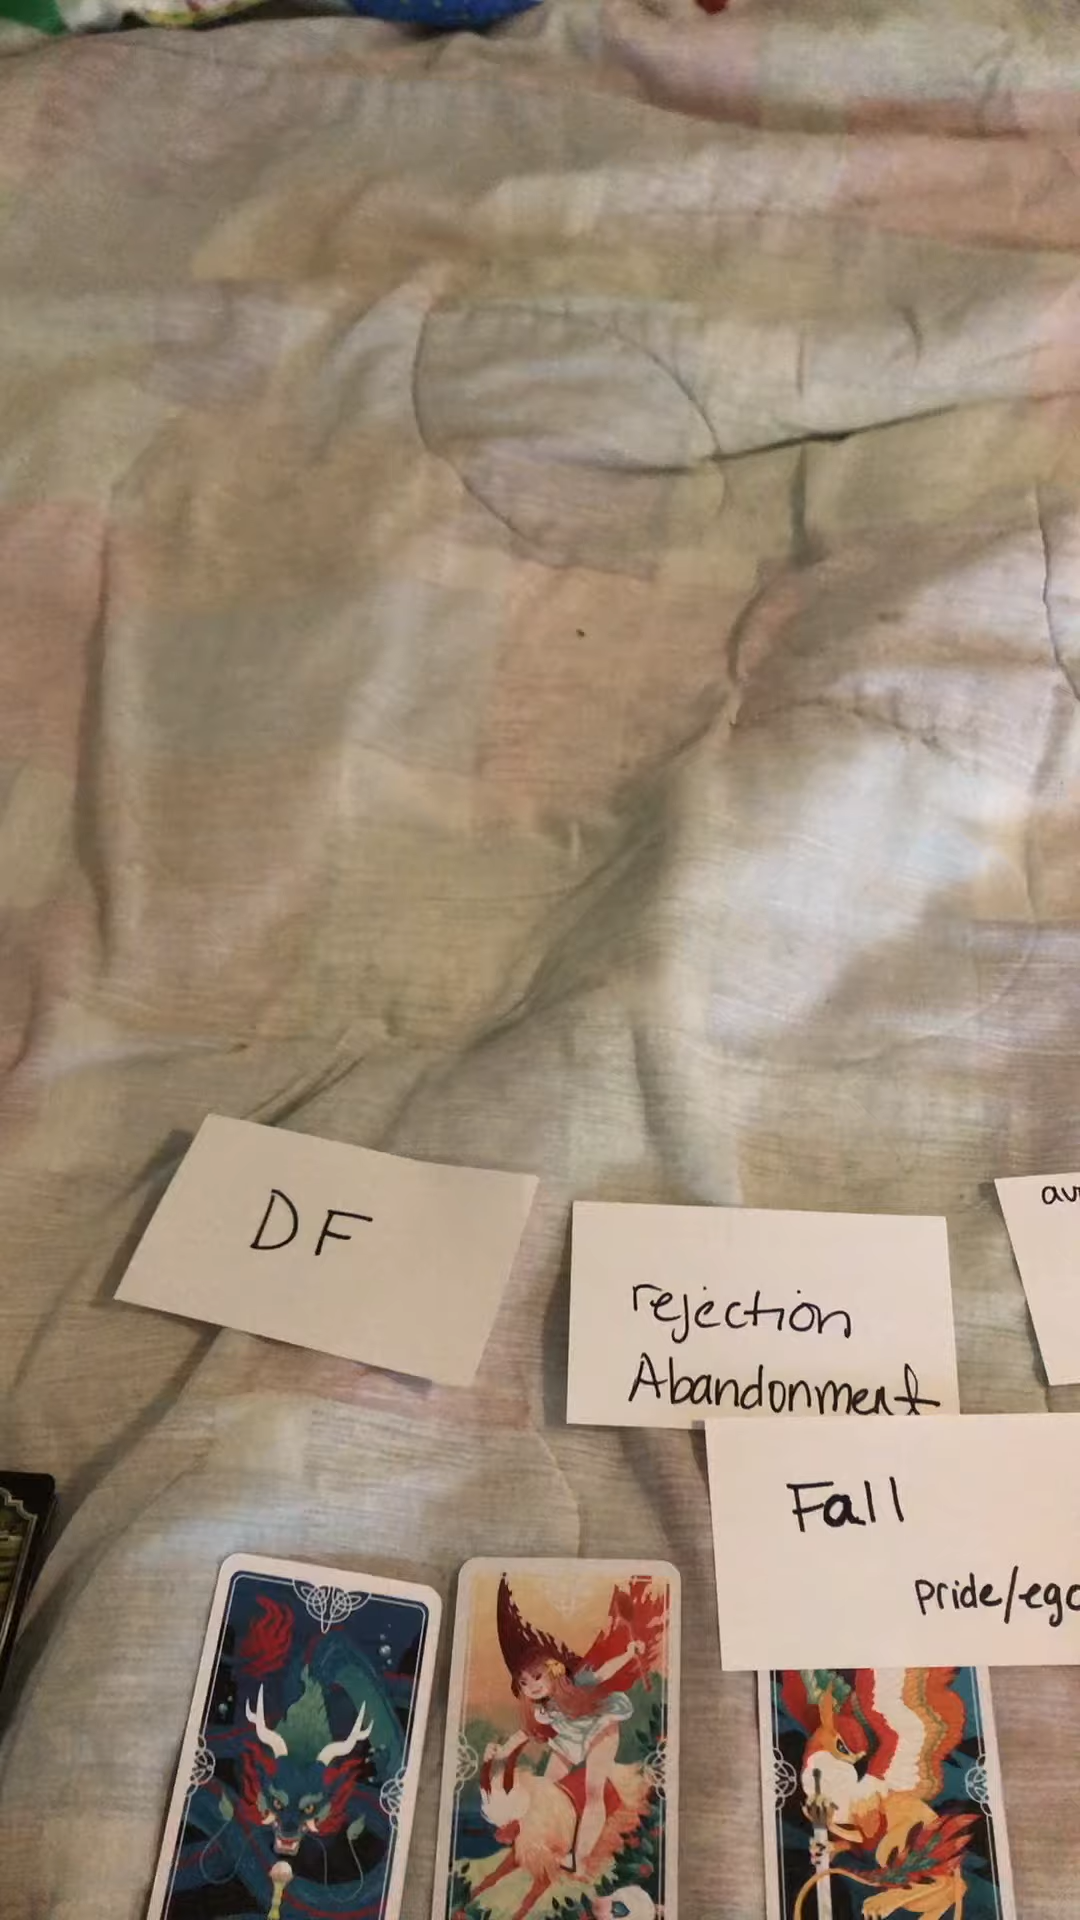 DF
rejection
Abandonment
Fall
pride/ego